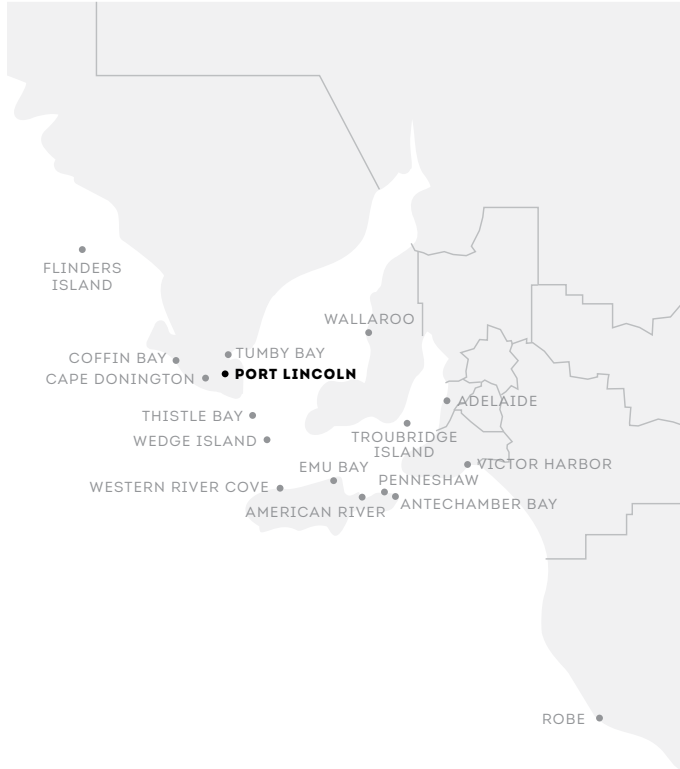 FLINDERS
ISLAND
WALLAROO
TUMBY BAY
COFFIN BAY
PORT LINCOLN
CAPE DONINGTON
ADELAIDE
THISTLE BAY
WEDGE ISLAND
TROUBRIDGE
ISLAND
VICTOR HARBOR
EMU BAY
PENNESHAW
WESTERN RIVER COVE
ANTECHAMBER BAY
AMERICAN RIVER
ROBE